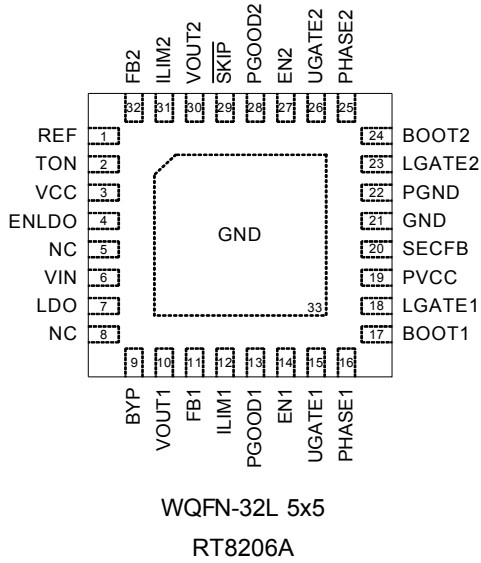 FB2 ILIM2 VOUT2 SKIP PGOOD2 EN2 UGATE2 PHASE2
32 31 30 29 28 27 26 25
REF 1 24 BOOT2
TON 2 23 LGATE2
VCC 3 22 PGND
ENLDO 4 21 GND
NC 5 20 SECFB
VIN 6 19 PVCC
LDO 7 18 LGATE1
NC 8 17 BOOT1
GND
33
9 10 11 12 13 14 15 16
BYP VOUT1 FB1 ILIM1 PGOOD1 EN1 UGATE1 PHASE1
WQFN-32L 5x5
RT8206A